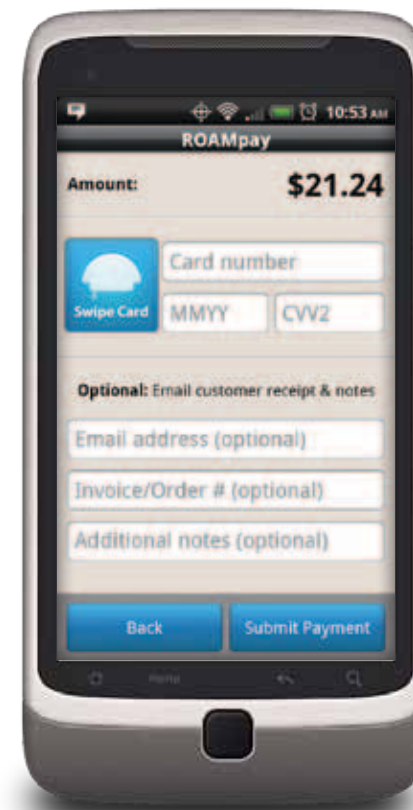 10:53 AM
ROAMpay
Amount: $21.24
Swipe Card
Card number
MMYY CVV2
Optional: Email customer receipt & notes
Email address (optional)
Invoice/Order # (optional)
Additional notes (optional)
Back Submit Payment
menu